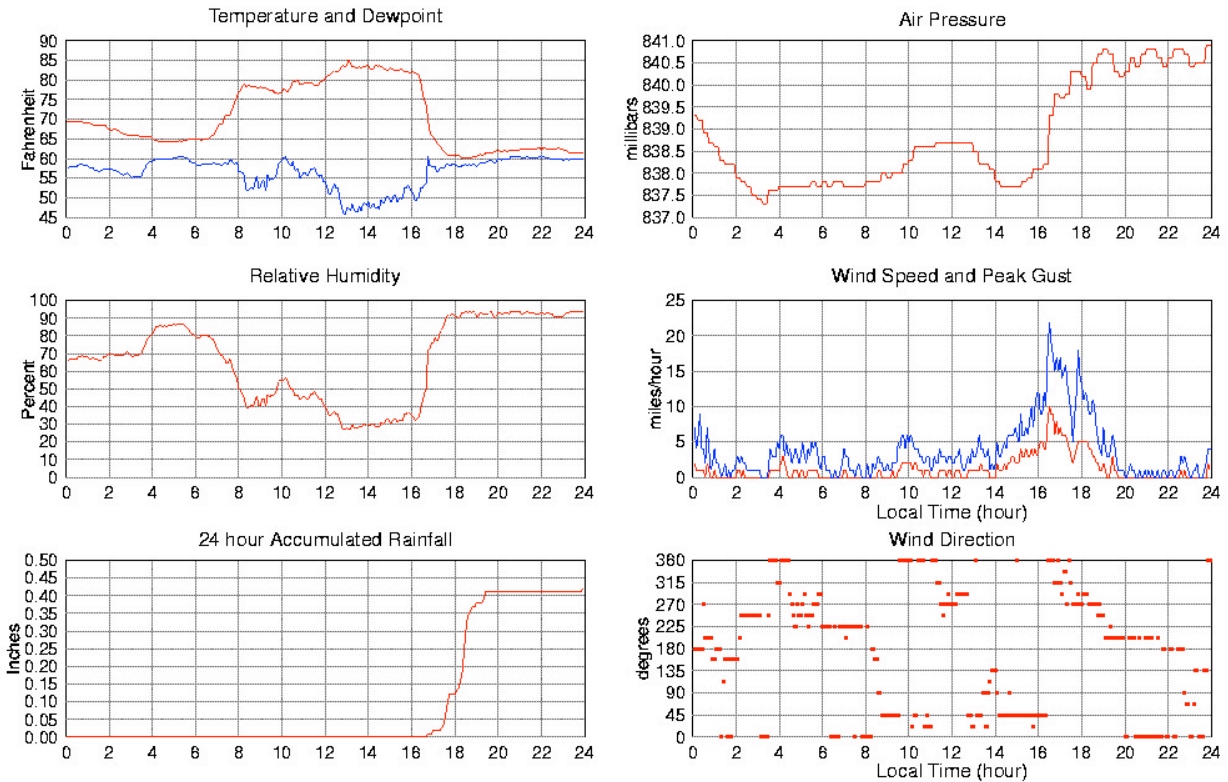 Temperature and Dewpoint
Fahrenheit
90
85
80
75
70
65
60
55
50
45
0 2 4 6 8 10 12 14 16 18 20 22 24
Air Pressure
millibars
841.0
840.5
839.5
839.0
838.5
838.0
837.5
837.0
0 2 4 6 8 10 12 14 16 18 20 22 24
Relative Humidity
Percent
100
90
80
70
60
50
40
30
20
10
0
0 2 4 6 8 10 12 14 16 18 20 22 24
Wind Speed and Peak Gust
miles/hour
25
20
15
10
5
0
0 2 4 6 8 10 12 14 16 18 20 22 24
Local Time (hour)
24 hour Accumulated Rainfall
Inches
0.50
0.45
0.40
0.35
0.30
0.25
0.20
0.15
0.10
0.05
0.00
0 2 4 6 8 10 12 14 16 18 20 22 24
Wind Direction
degrees
360
315
270
225
180
135
90
45
0
0 2 4 6 8 10 12 14 16 18 20 22 24
Local Time (hour)